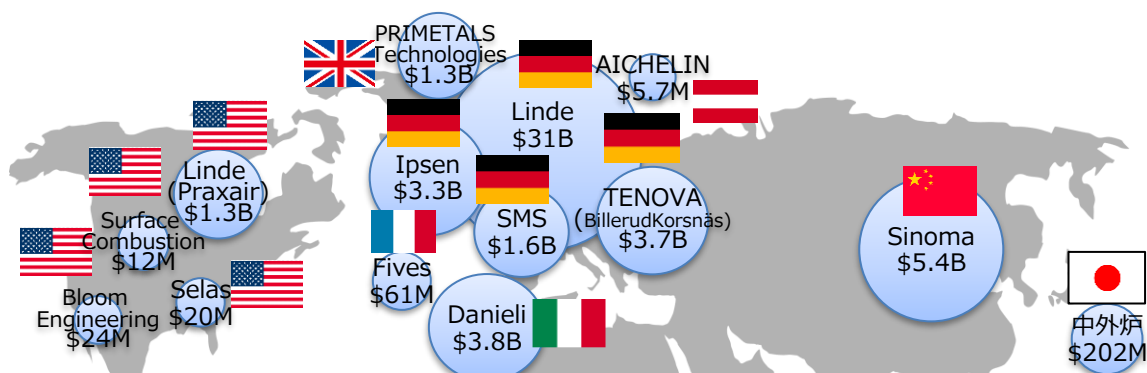 PRIMETALS
Technologies
$1.3B
AICHELIN
$5.7M
Linde
$31B
Linde
(Praxair)
$1.3B
Ipsen
$3.3B
TENOVA
(BillerudKorsnäs)
$3.7B
SMS
$1.6B
Surface
Combustion
$12M
Sinoma
$5.4B
Fives
$61M
Selas
$20M
Bloom
Engineering
$24M
Danieli
$3.8B
中外炉
$202M